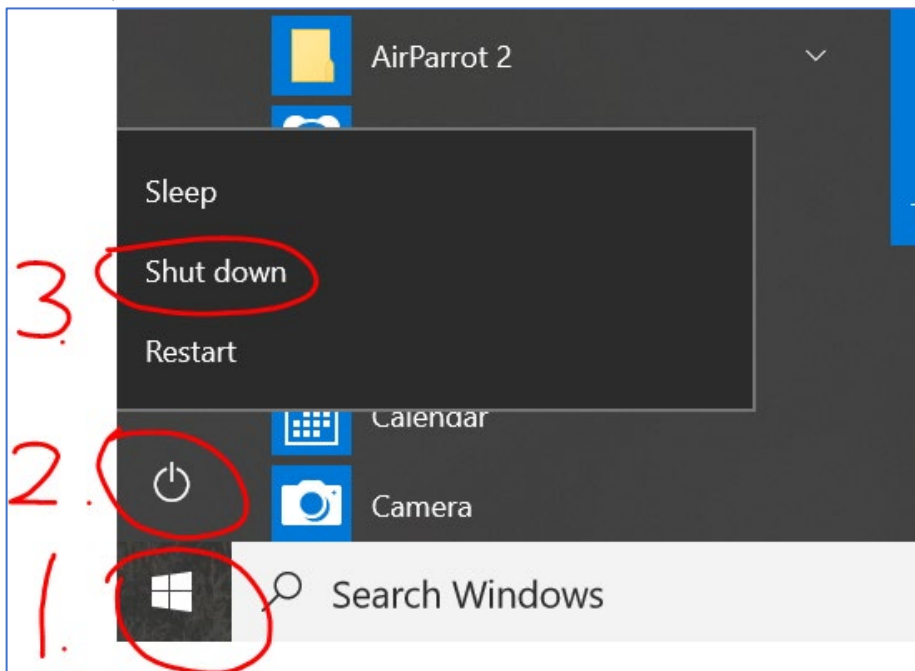 AirParrot 2
Sleep
3. Shut down
Restart
Calendar
2.
Camera
1. Search Windows